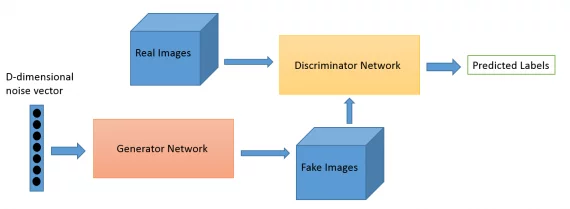 Real Images
Discriminator Network
Predicted Labels
D-dimensional
noise vector
Generator Network
Fake Images